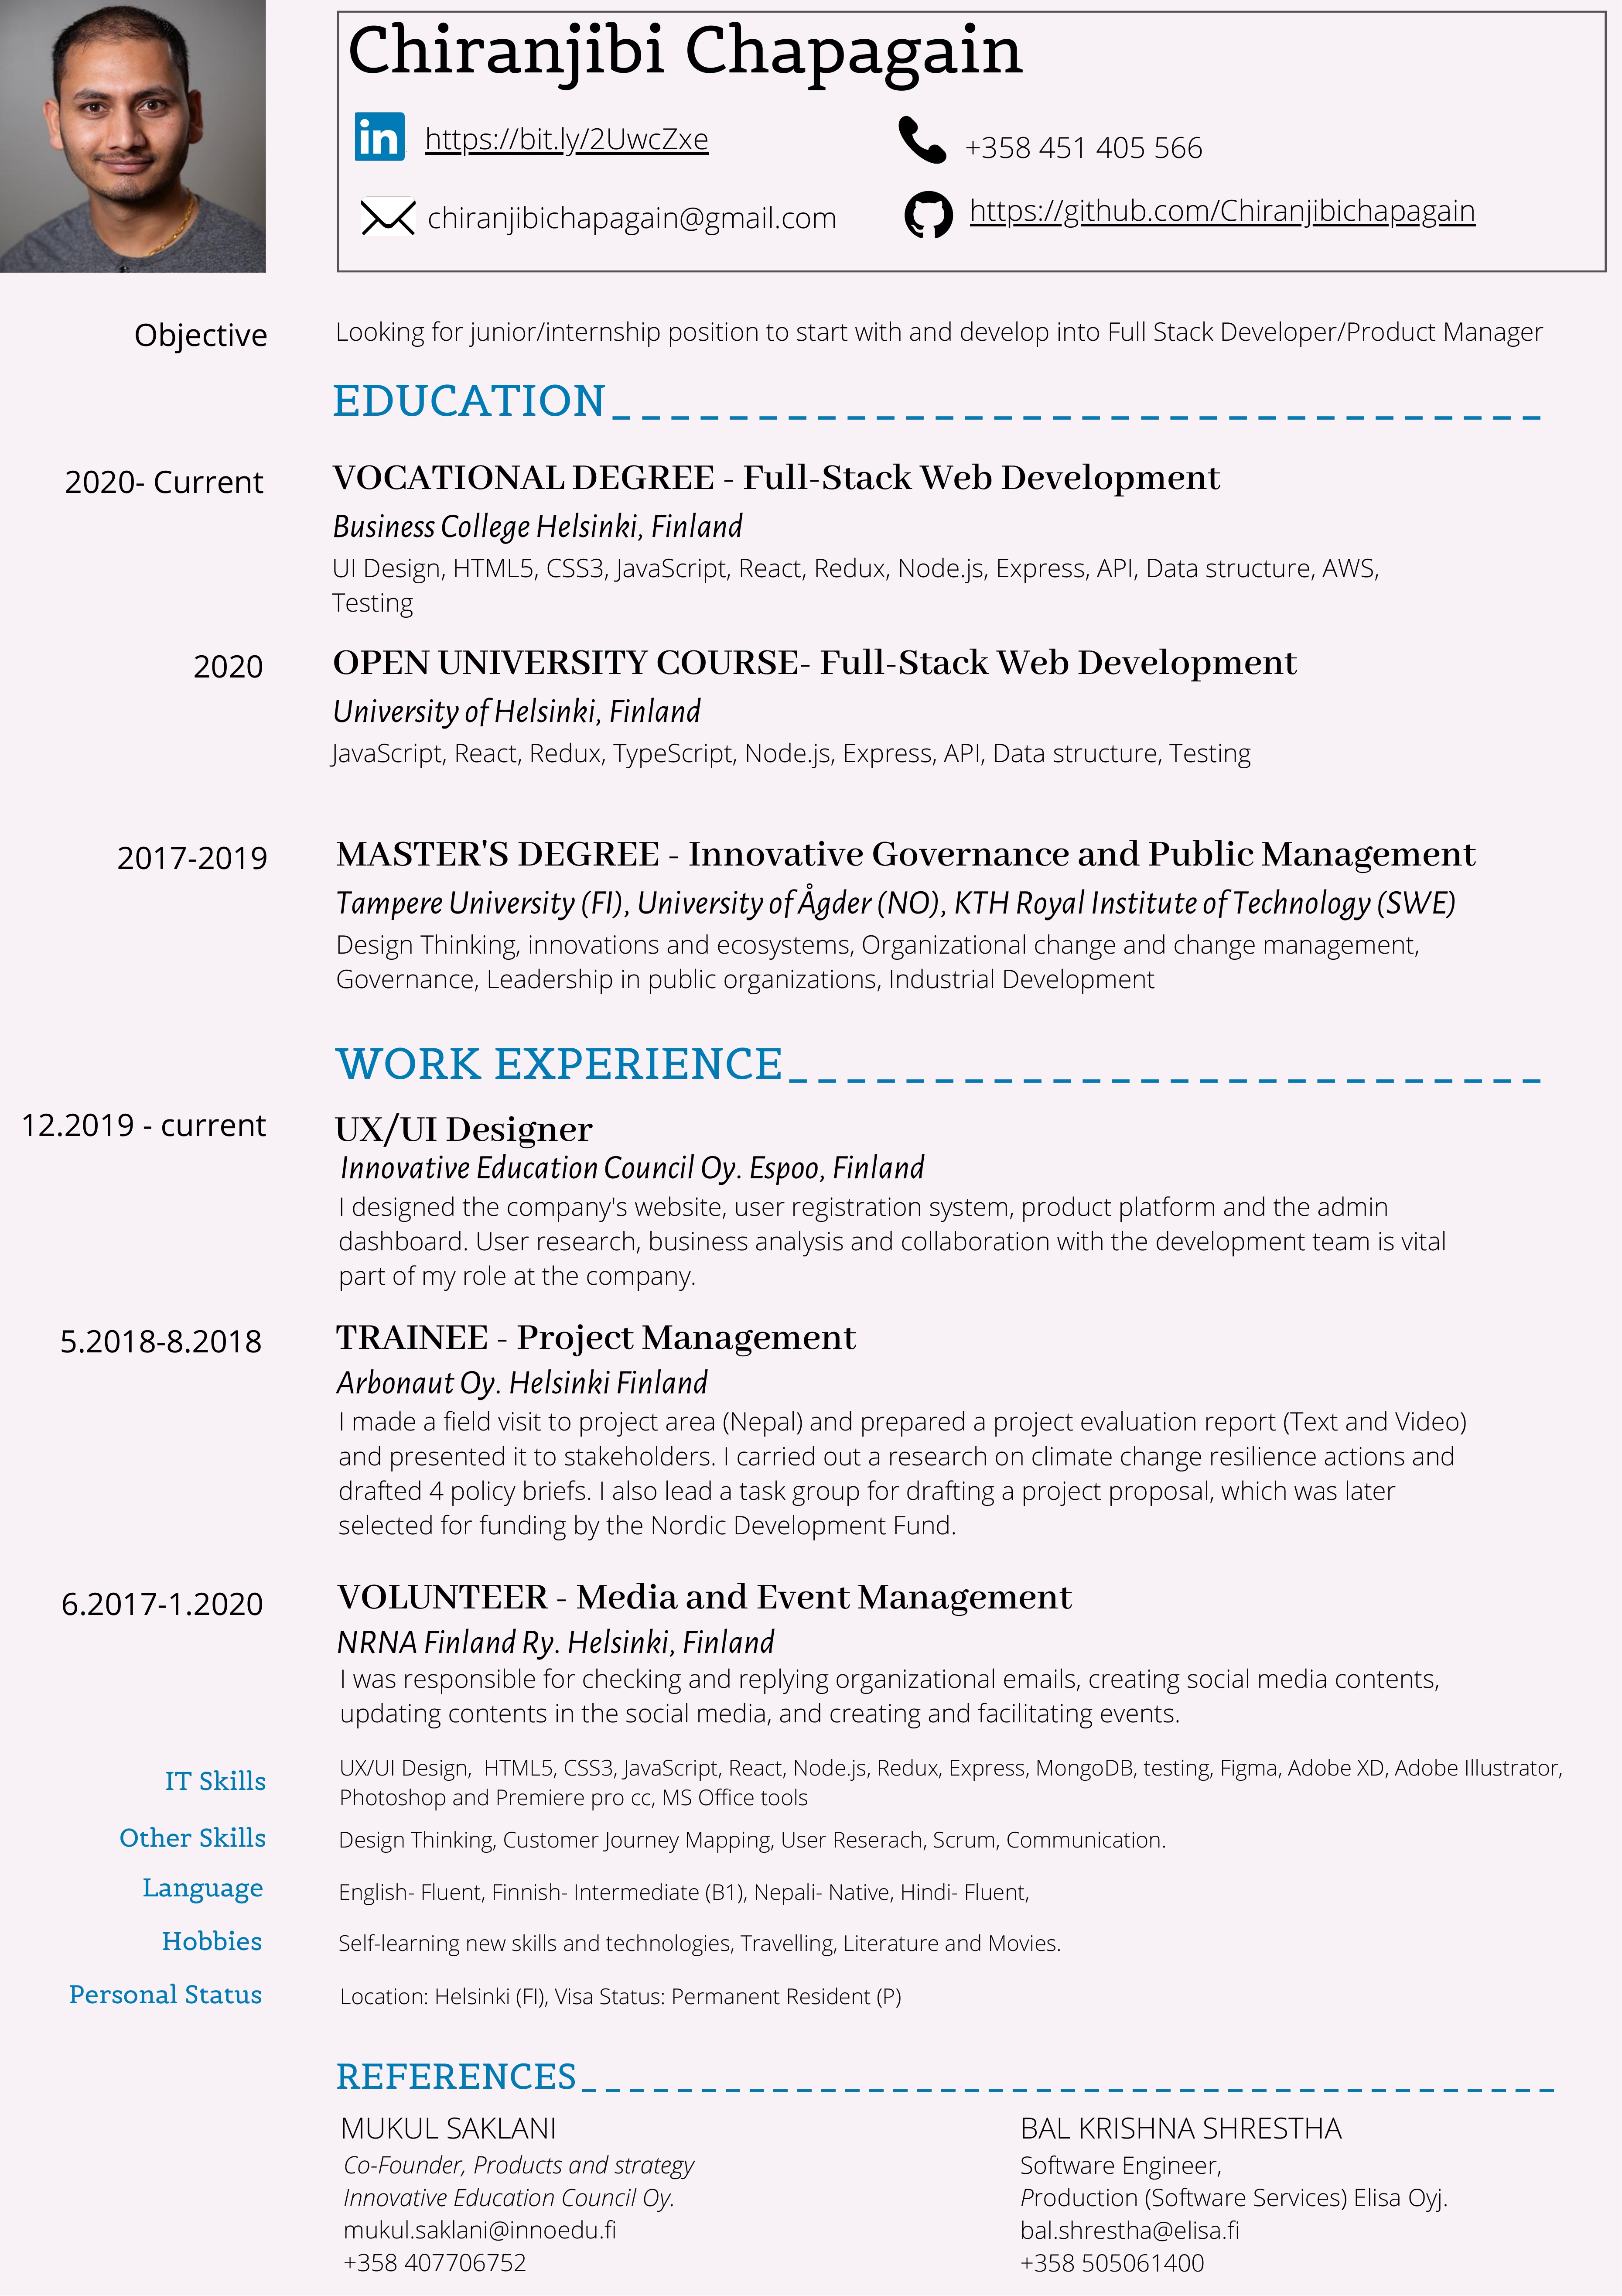 Chiranjibi Chapagain
https://bit.ly/2UwcZxe
+358 451 405 566
chiranjibichapagain@gmail.com
https://github.com/Chiranjibichapagain
Objective
Looking for junior/internship position to start with and develop into Full Stack Developer/Product Manager
EDUCATION
2020- Current
VOCATIONAL DEGREE - Full-Stack Web Development
Business College Helsinki, Finland
UI Design, HTML5, CSS3, JavaScript, React, Redux, Node.js, Express, API, Data structure, AWS,
Testing
2020
OPEN UNIVERSITY COURSE- Full-Stack Web Development
University of Helsinki, Finland
JavaScript, React, Redux, TypeScript, Node.js, Express, API, Data structure, Testing
2017-2019
MASTER'S DEGREE - Innovative Governance and Public Management
Tampere University (FI), University of Ågder (NO), KTH Royal Institute of Technology (SWE)
Design Thinking, innovations and ecosystems, Organizational change and change management,
Governance, Leadership in public organizations, Industrial Development
WORK EXPERIENCE
12.2019 - current
UX/UI Designer
Innovative Education Council Oy. Espoo, Finland
I designed the company's website, user registration system, product platform and the admin
dashboard. User research, business analysis and collaboration with the development team is vital
part of my role at the company.
5.2018-8.2018
TRAINEE - Project Management
Arbonaut Oy. Helsinki Finland
I made a field visit to project area (Nepal) and prepared a project evaluation report (Text and Video)
and presented it to stakeholders. I carried out a research on climate change resilience actions and
drafted 4 policy briefs. I also lead a task group for drafting a project proposal, which was later
selected for funding by the Nordic Development Fund.
6.2017-1.2020
VOLUNTEER - Media and Event Management
NRNA Finland Ry. Helsinki, Finland
I was responsible for checking and replying organizational emails, creating social media contents,
updating contents in the social media, and creating and facilitating events.
IT Skills
UX/UI Design, HTML5, CSS3, JavaScript, React, Node.js, Redux, Express, MongoDB, testing, Figma, Adobe XD, Adobe Illustrator,
Photoshop and Premiere pro cc, MS Office tools
Other Skills
Design Thinking, Customer Journey Mapping, User Reserach, Scrum, Communication.
Language
English- Fluent, Finnish- Intermediate (B1), Nepali- Native, Hindi- Fluent,
Hobbies
Self-learning new skills and technologies, Travelling, Literature and Movies.
Personal Status
Location: Helsinki (FI), Visa Status: Permanent Resident (P)
REFERENCES
MUKUL SAKLANI
Co-Founder, Products and strategy
Innovative Education Council Oy.
mukul.saklani@innoedu.fi
+358 407706752
BAL KRISHNA SHRESTHA
Software Engineer,
Production (Software Services) Elisa Oyj.
bal.shrestha@elisa.fi
+358 505061400